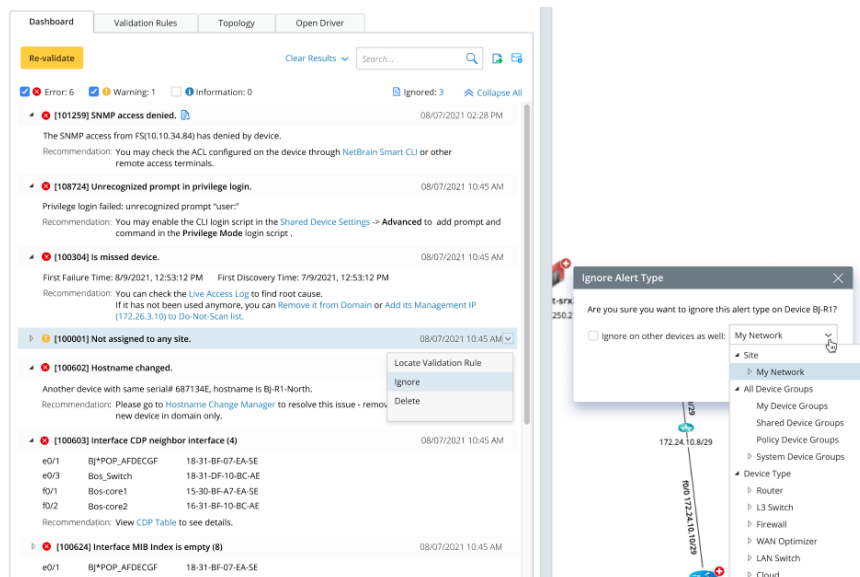 Dashboard
Validation Rules
Topology
Open Driver
Re-validate
Clear Results
Search...
Error: 6
Warning: 1
Information: 0
Ignored: 3
Collapse All
[101259] SNMP access denied.
08/07/2021 02:28 PM
The SNMP access from FS(10.10.34.84) has denied by device.
Recommendation: You may check the ACL configured on the device through NetBrain Smart CLI or other
remote access terminals.
[108724] Unrecognized prompt in privilege login.
08/07/2021 10:45 AM
Privilege login failed: unrecognized prompt "user:"
Recommendation: You may enable the CLI login script in the Shared Device Settings -> Advanced to add prompt and
command in the Privilege Mode login script .
[100304] Is missed device.
08/07/2021 10:45 AM
First Failure Time: 8/9/2021, 12:53:12 PM First Discovery Time: 7/9/2021, 12:53:12 PM
Recommendation: You can check the Live Access Log to find root cause.
If it has not been used anymore, you can Remove it from Domain or Add its Management IP
(172.26.3.10) to Do-Not-Scan list.
[100001] Not assigned to any site.
08/07/2021 10:45 AM
Locate Validation Rule
Ignore
Delete
[100602] Hostname changed.
Another device with same serial# 687134E, hostname is BJ-R1-North.
Recommendation: Please go to Hostname Change Manager to resolve this issue - remov
new device in domain only.
[100603] Interface CDP neighbor interface (4)
08/07/2021 10:45 AM
e0/1 BJ*POP_AFDECGF 18-31-BF-07-EA-SE
e0/3 Bos_Switch 18-31-DF-10-BC-AE
f0/1 Bos-core1 15-30-BF-A7-EA-SE
f0/2 Bos-core2 16-31-BF-10-BC-AE
Recommendation: View CDP Table to see details.
[100624] Interface MIB Index is empty (8)
08/07/2021 10:45 AM
e0/1 BJ*POP_AFDECGF 18-31-BF-07-EA-SE
t-srx
250.2
Ignore Alert Type
Are you sure you want to ignore this alert type on Device BJ-R1?
Ignore on other devices as well:
My Network
Site
My Network
All Device Groups
My Device Groups
Shared Device Groups
Policy Device Groups
System Device Groups
Device Type
Router
L3 Switch
Firewall
WAN Optimizer
LAN Switch
Cloud
/29
172.24.10.8/29
f0/0 172.24.10.10/29